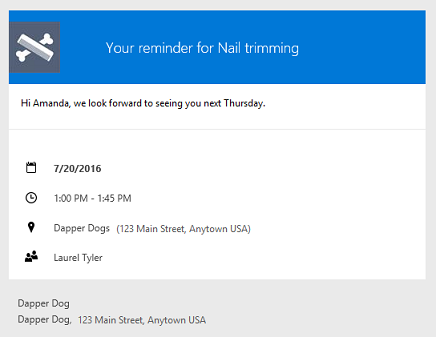 Your reminder for Nail trimming
Hi Amanda, we look forward to seeing you next Thursday.
7/20/2016
1:00 PM - 1:45 PM
Dapper Dogs (123 Main Street, Anytown USA)
Laurel Tyler
Dapper Dog
Dapper Dog, 123 Main Street, Anytown USA